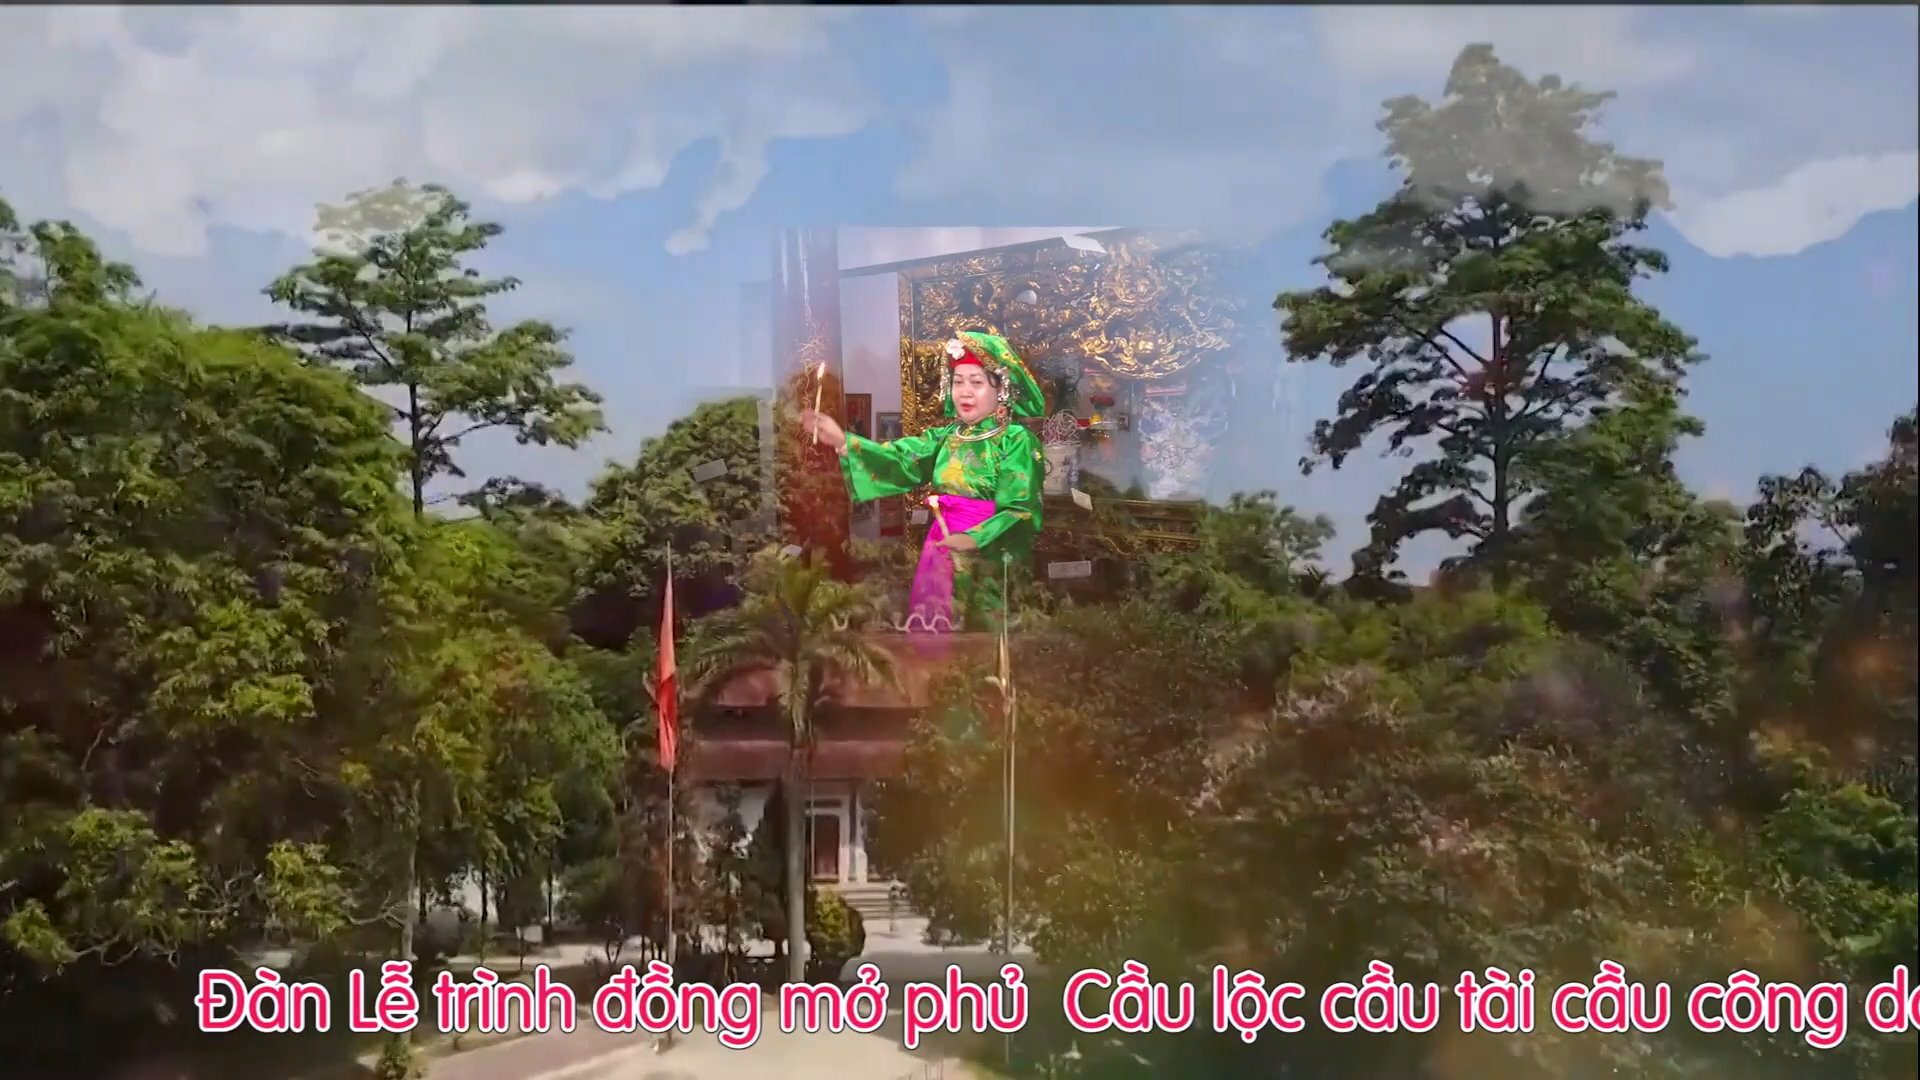 Đàn Lễ trình đồng mở phủ Cầu lộc cầu tài cầu công